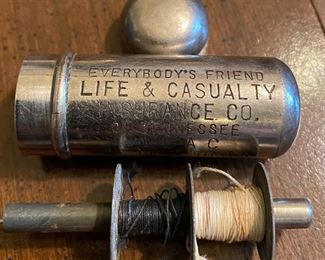 "EVERYBODY'S FRIEND
LIFE & CASUALTY
INSURANCE CO.
TENNESSEE
A C